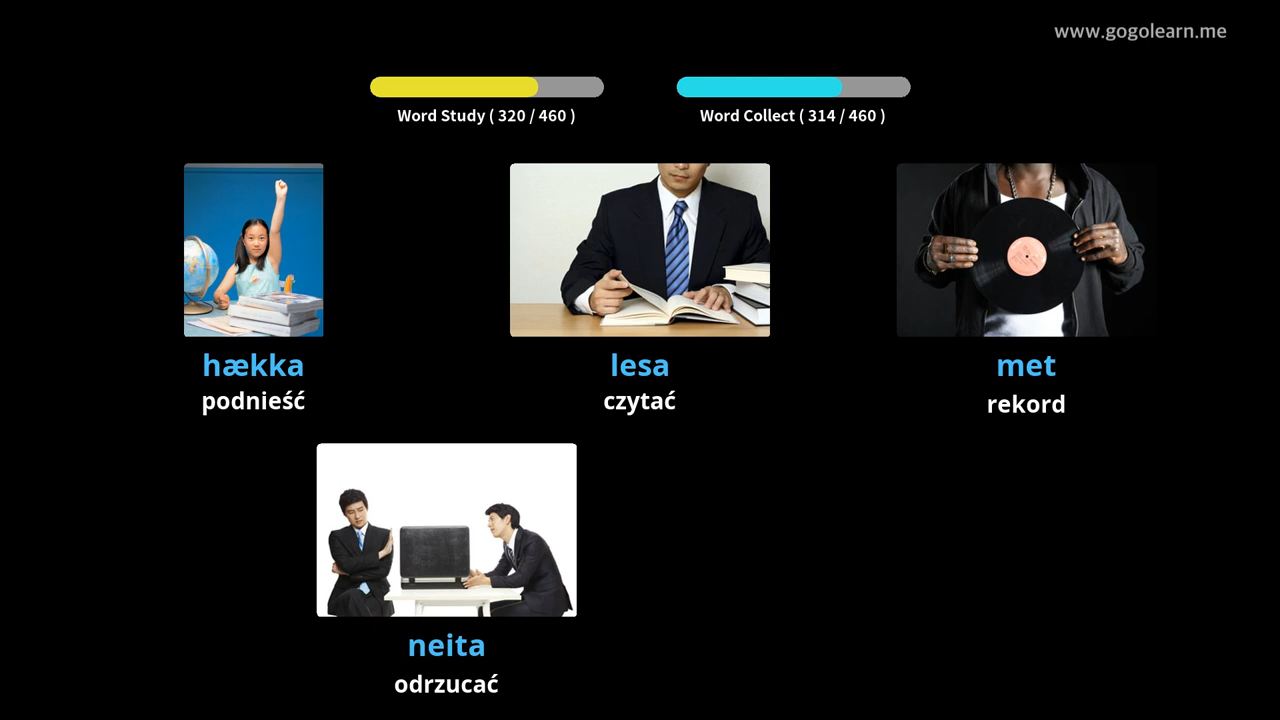 www.gogolearn.me
Word Study ( 320 / 460 )
Word Collect ( 314 / 460 )
hækka
podnieść
lesa
czytać
met
rekord
neita
odrzucać